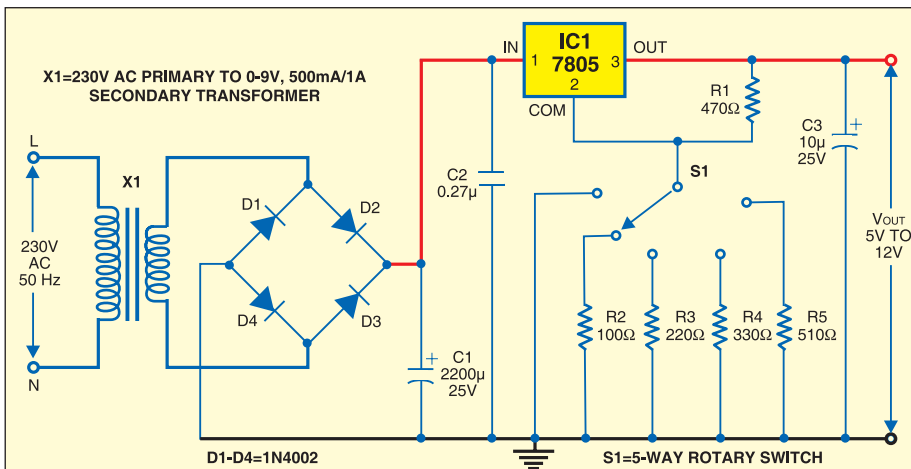 X1=230V AC PRIMARY TO 0-9V, 500mA/1A
SECONDARY TRANSFORMER
IN
IC1
7805
1
2
3
OUT
COM
R1
470Ω
C3
10µ
25V
+
L
X1
230V
AC
50 Hz
N
D1
D2
D4
D3
C2
0.27µ
S1
VOUT
5V TO
12V
C1
2200µ
25V
+
R2
100Ω
R3
220Ω
R4
330Ω
R5
510Ω
D1-D4=1N4002
S1=5-WAY ROTARY SWITCH